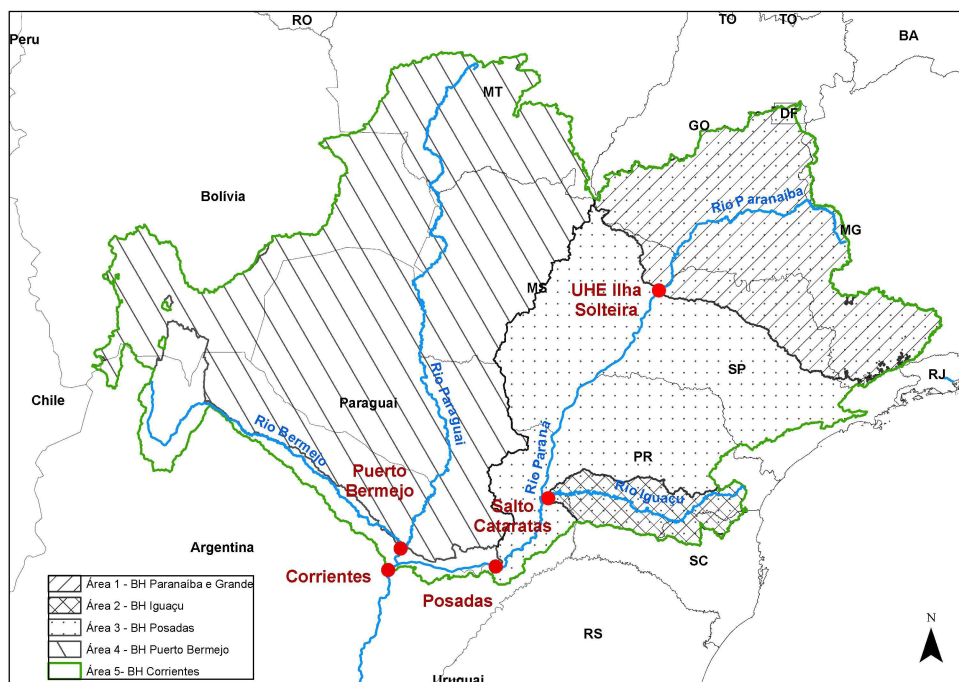 RO
TO
TO
Peru
BA
MT
DF
GO
Bolívia
Rio Paranaíba
MG
MS
UHE Ilha
Solteira
SP
RJ
Chile
Rio Paraguai
Paraguai
Rio Bermejo
Rio Paraná
PR
Puerto
Bermejo
Rio Iguaçu
Salto
Cataratas
Argentina
SC
Corrientes
Posadas
RS
Uruguai
N
Área 1 - BH Paranaiba e Grande
Área 2 - BH Iguaçu
Área 3 - BH Posadas
Área 4 - BH Puerto Bermejo
Área 5- BH Corrientes